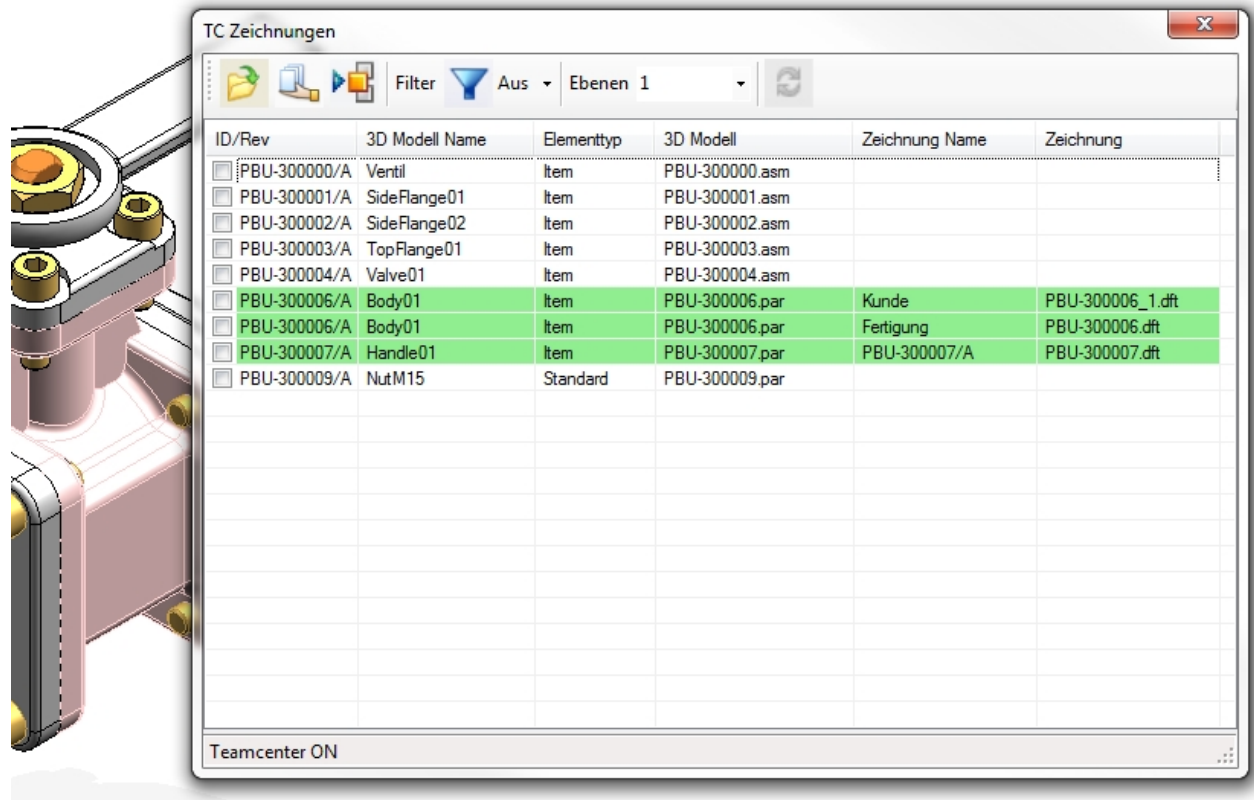 TC Zeichnungen
Filter Aus Ebenen 1
ID/Rev 3D Modell Name Elementtyp 3D Modell Zeichnung Name Zeichnung
PBU-300000/A Ventil Item PBU-300000.asm
PBU-300001/A SideFlange01 Item PBU-300001.asm
PBU-300002/A SideFlange02 Item PBU-300002.asm
PBU-300003/A TopFlange01 Item PBU-300003.asm
PBU-300004/A Valve01 Item PBU-300004.asm
PBU-300006/A Body01 Item PBU-300006.par Kunde PBU-300006_1.dft
PBU-300006/A Body01 Item PBU-300006.par Fertigung PBU-300006.dft
PBU-300007/A Handle01 Item PBU-300007.par PBU-300007/A PBU-300007.dft
PBU-300009/A NutM15 Standard PBU-300009.par
Teamcenter ON